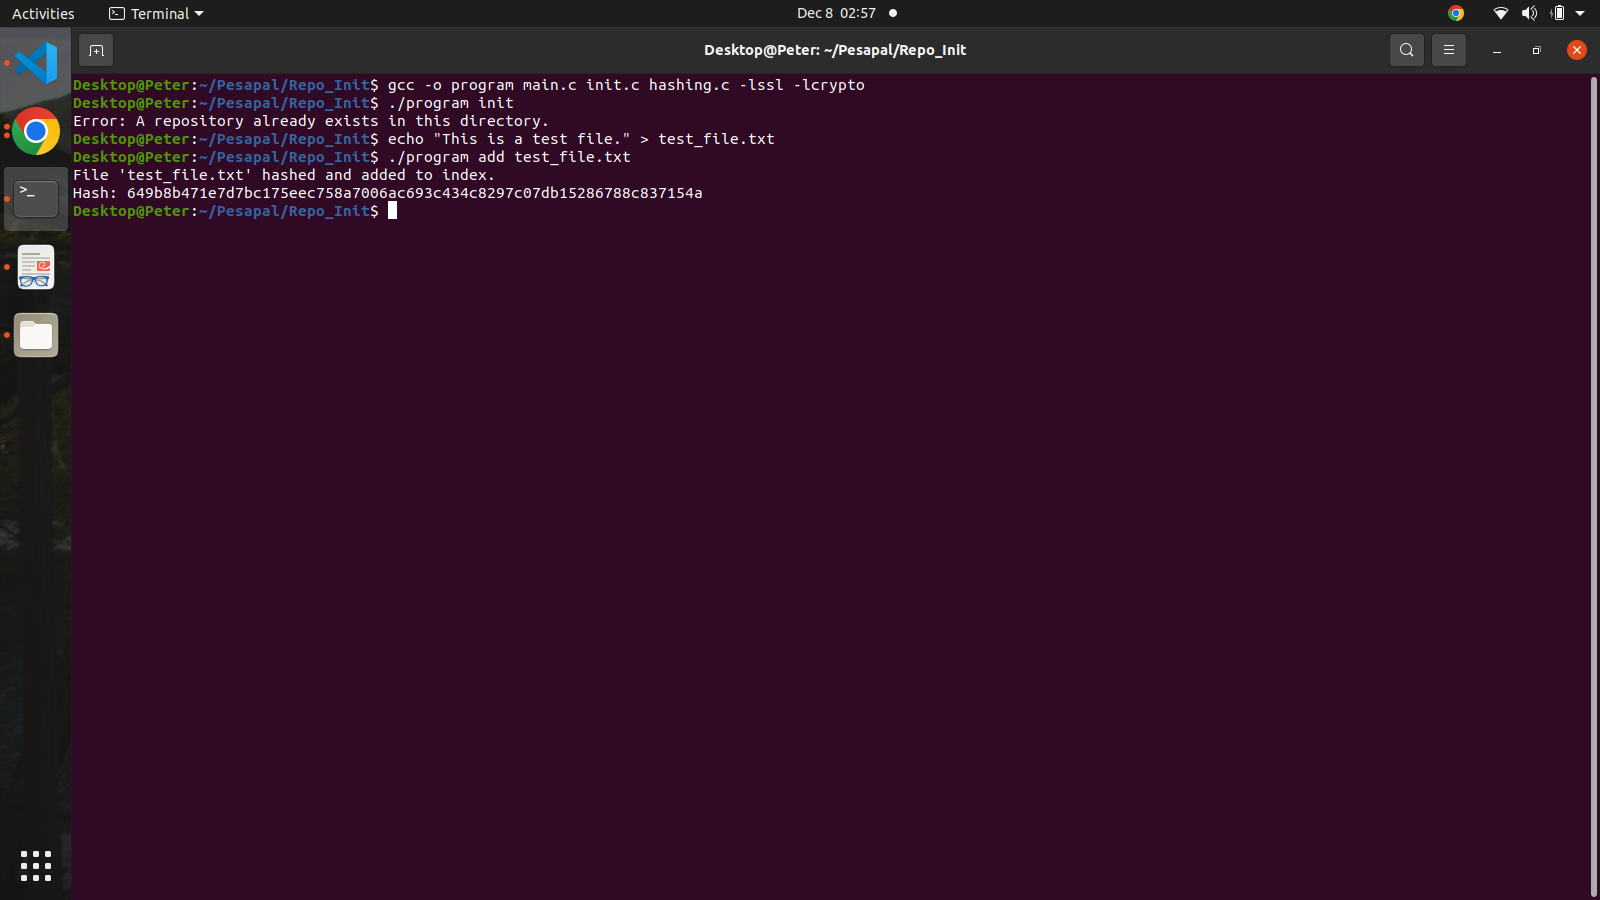 Activities Terminal Dec 8 02:57
Desktop@Peter: ~/Pesapal/Repo_Init
Desktop@Peter:~/Pesapal/Repo_Init$ gcc -o program main.c init.c hashing.c -lssl -lcrypto
Desktop@Peter:~/Pesapal/Repo_Init$ ./program init
Error: A repository already exists in this directory.
Desktop@Peter:~/Pesapal/Repo_Init$ echo "This is a test file." > test_file.txt
Desktop@Peter:~/Pesapal/Repo_Init$ ./program add test_file.txt
File 'test_file.txt' hashed and added to index.
Hash: 649b8b471e7d7bc175eec758a7006ac693c434c8297c07db15286788c837154a
Desktop@Peter:~/Pesapal/Repo_Init$